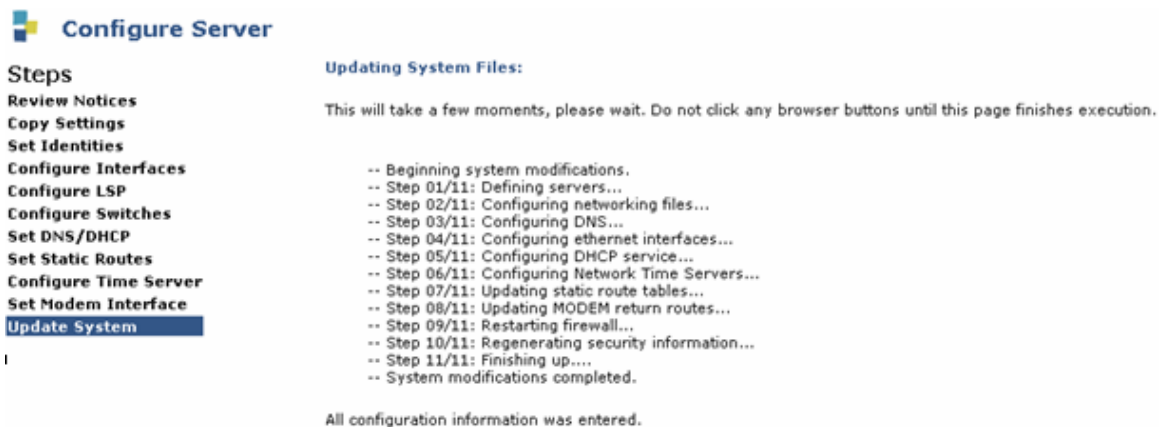 Configure Server
Steps
Review Notices
Copy Settings
Set Identities
Configure Interfaces
Configure LSP
Configure Switches
Set DNS/DHCP
Set Static Routes
Configure Time Server
Set Modem Interface
Update System
Updating System Files:
This will take a few moments, please wait. Do not click any browser buttons until this page finishes execution.
-- Beginning system modifications.
-- Step 01/11: Defining servers...
-- Step 02/11: Configuring networking files...
-- Step 03/11: Configuring DNS...
-- Step 04/11: Configuring ethernet interfaces...
-- Step 05/11: Configuring DHCP service...
-- Step 06/11: Configuring Network Time Servers...
-- Step 07/11: Updating static route tables...
-- Step 08/11: Updating MODEM return routes...
-- Step 09/11: Restarting firewall...
-- Step 10/11: Regenerating security information...
-- Step 11/11: Finishing up....
-- System modifications completed.
All configuration information was entered.